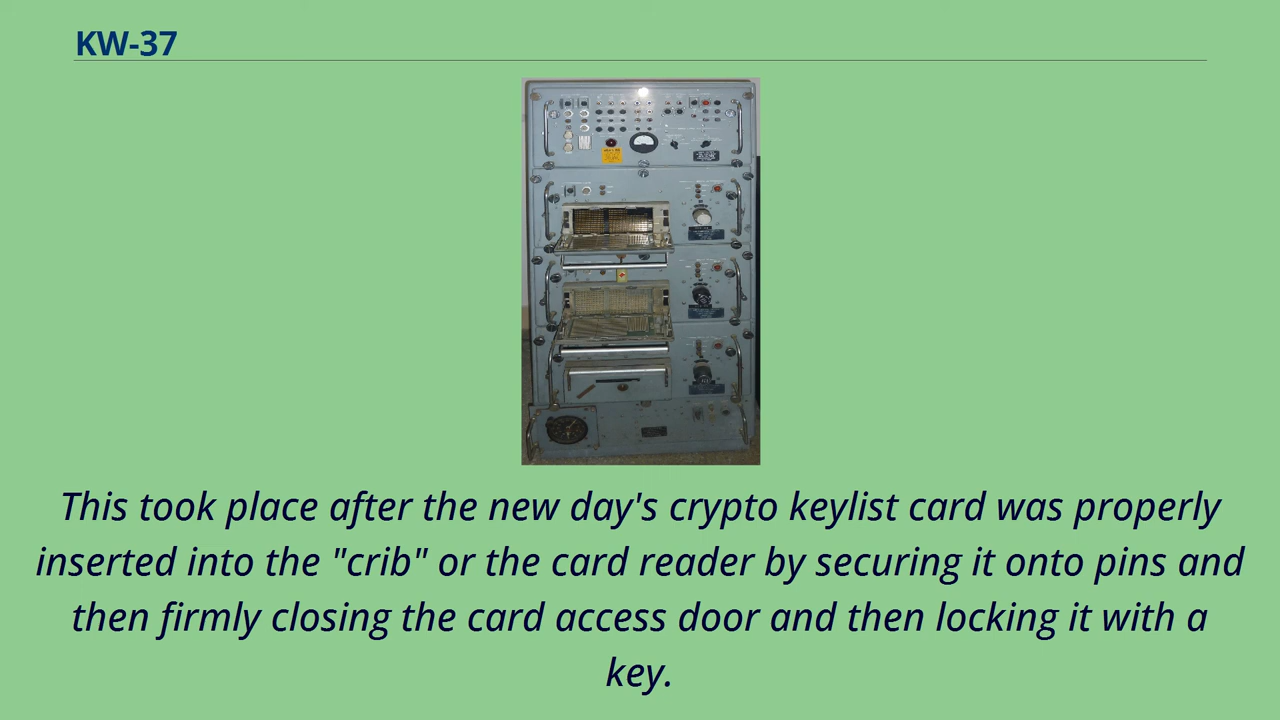 KW-37
This took place after the new day's crypto keylist card was properly
inserted into the "crib" or the card reader by securing it onto pins and
then firmly closing the card access door and then locking it with a
key.